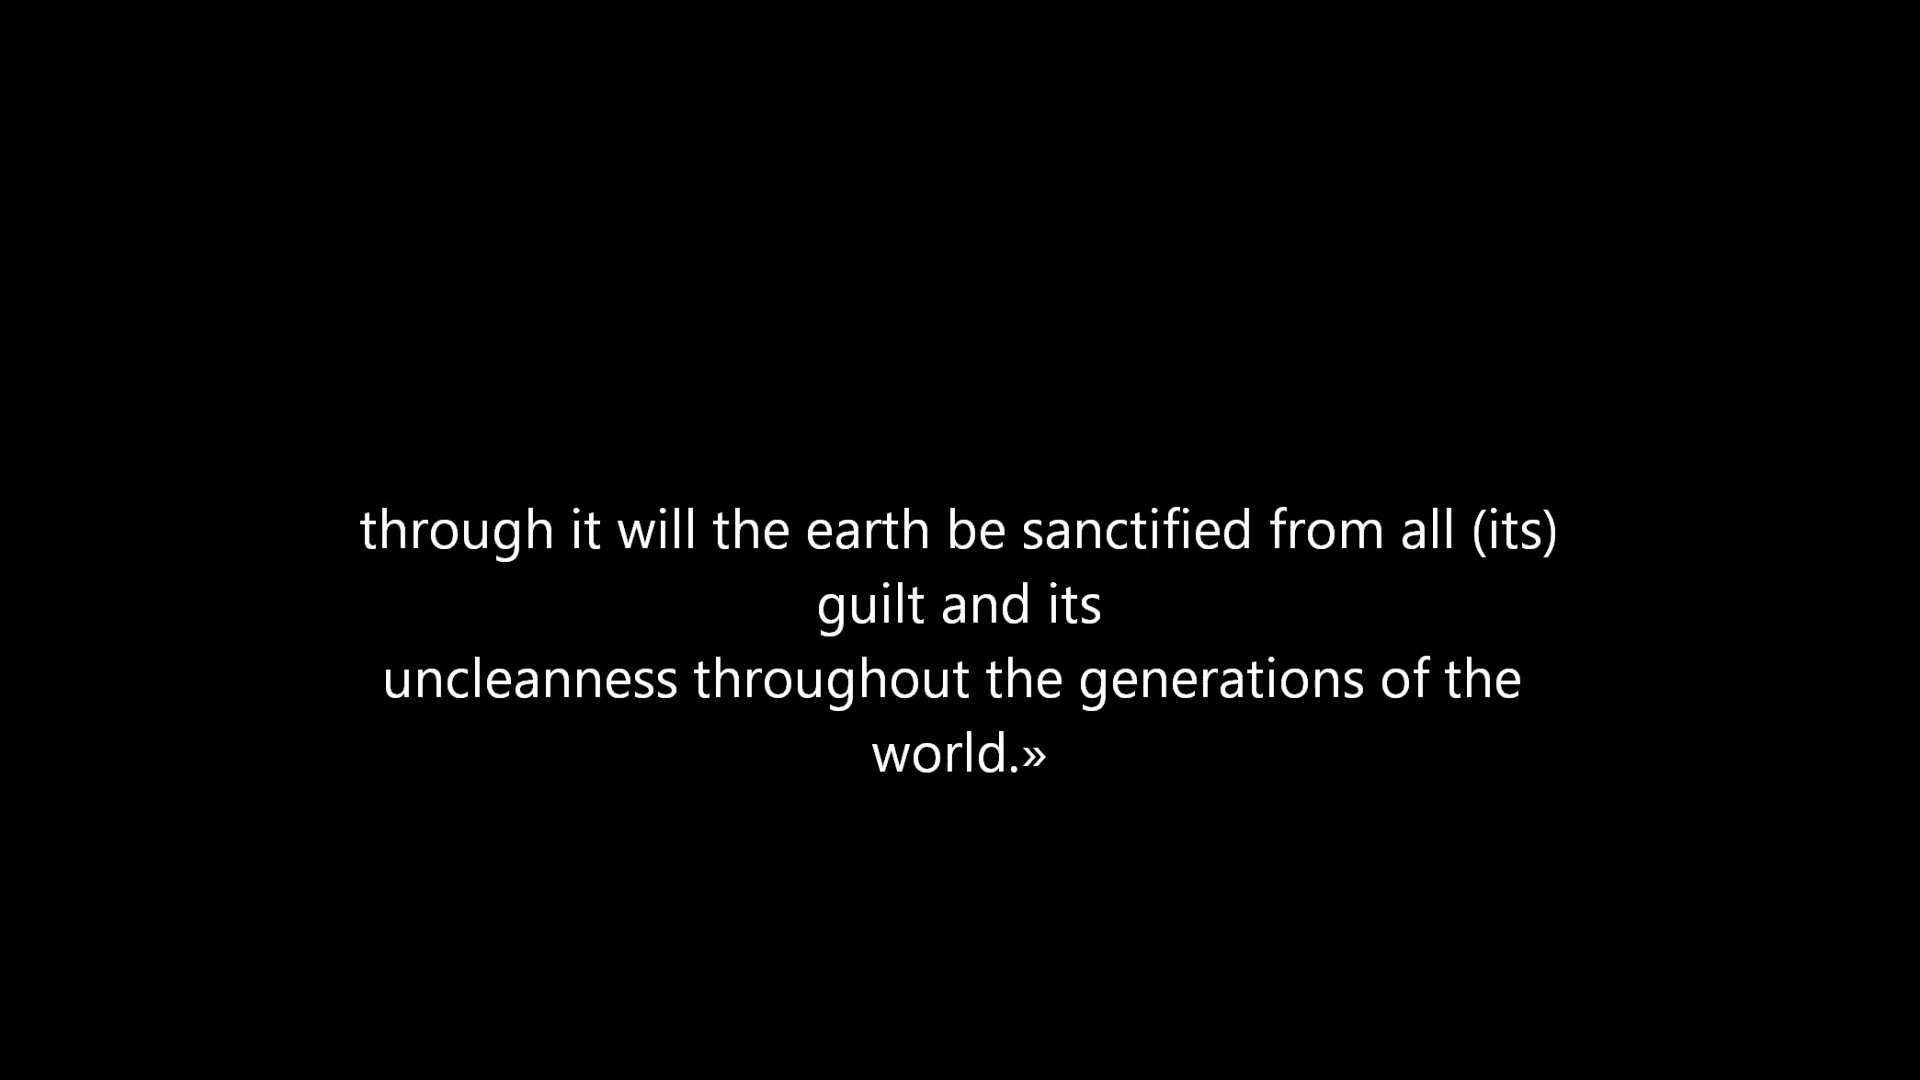 through it will the earth be sanctified from all (its)
guilt and its
uncleanness throughout the generations of the
world.»